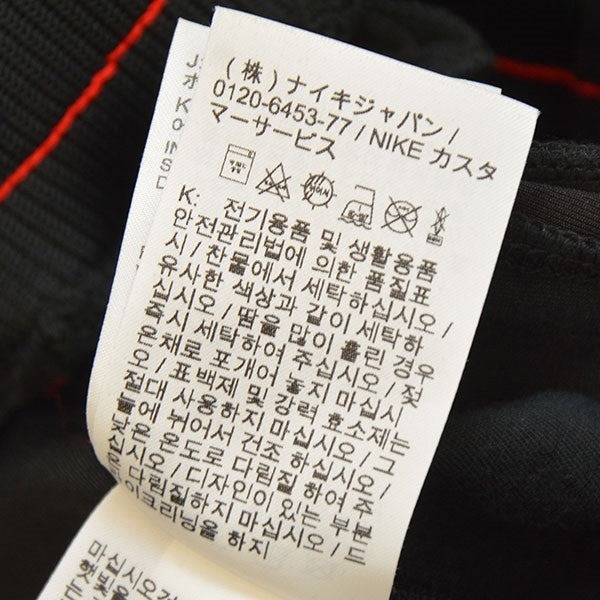 (株)ナイキジャパン/
0120-6453-77/NIKE カスタ
マーサービス
K: 전기용품 및 생활용품
안전관리법에 의한 품질표
시/찬물에서 세탁하십시오/
유사한 색상과 같이 세탁하
십시오/땀을 많이 흘린 경우
즉시 세탁하여 주십시오/젖
은채로 포개어 놓지 마십시
오/표백제 및 강력 효소제는
절대 사용하지 마십시오/그
늘에 뉘어서 건조 하십시오/
낮은 온도로 다림질하여 주
십시오/디자인이 있는 부분
은 다림질하지 마십시오/드
라이크리닝을 하지
마십시오